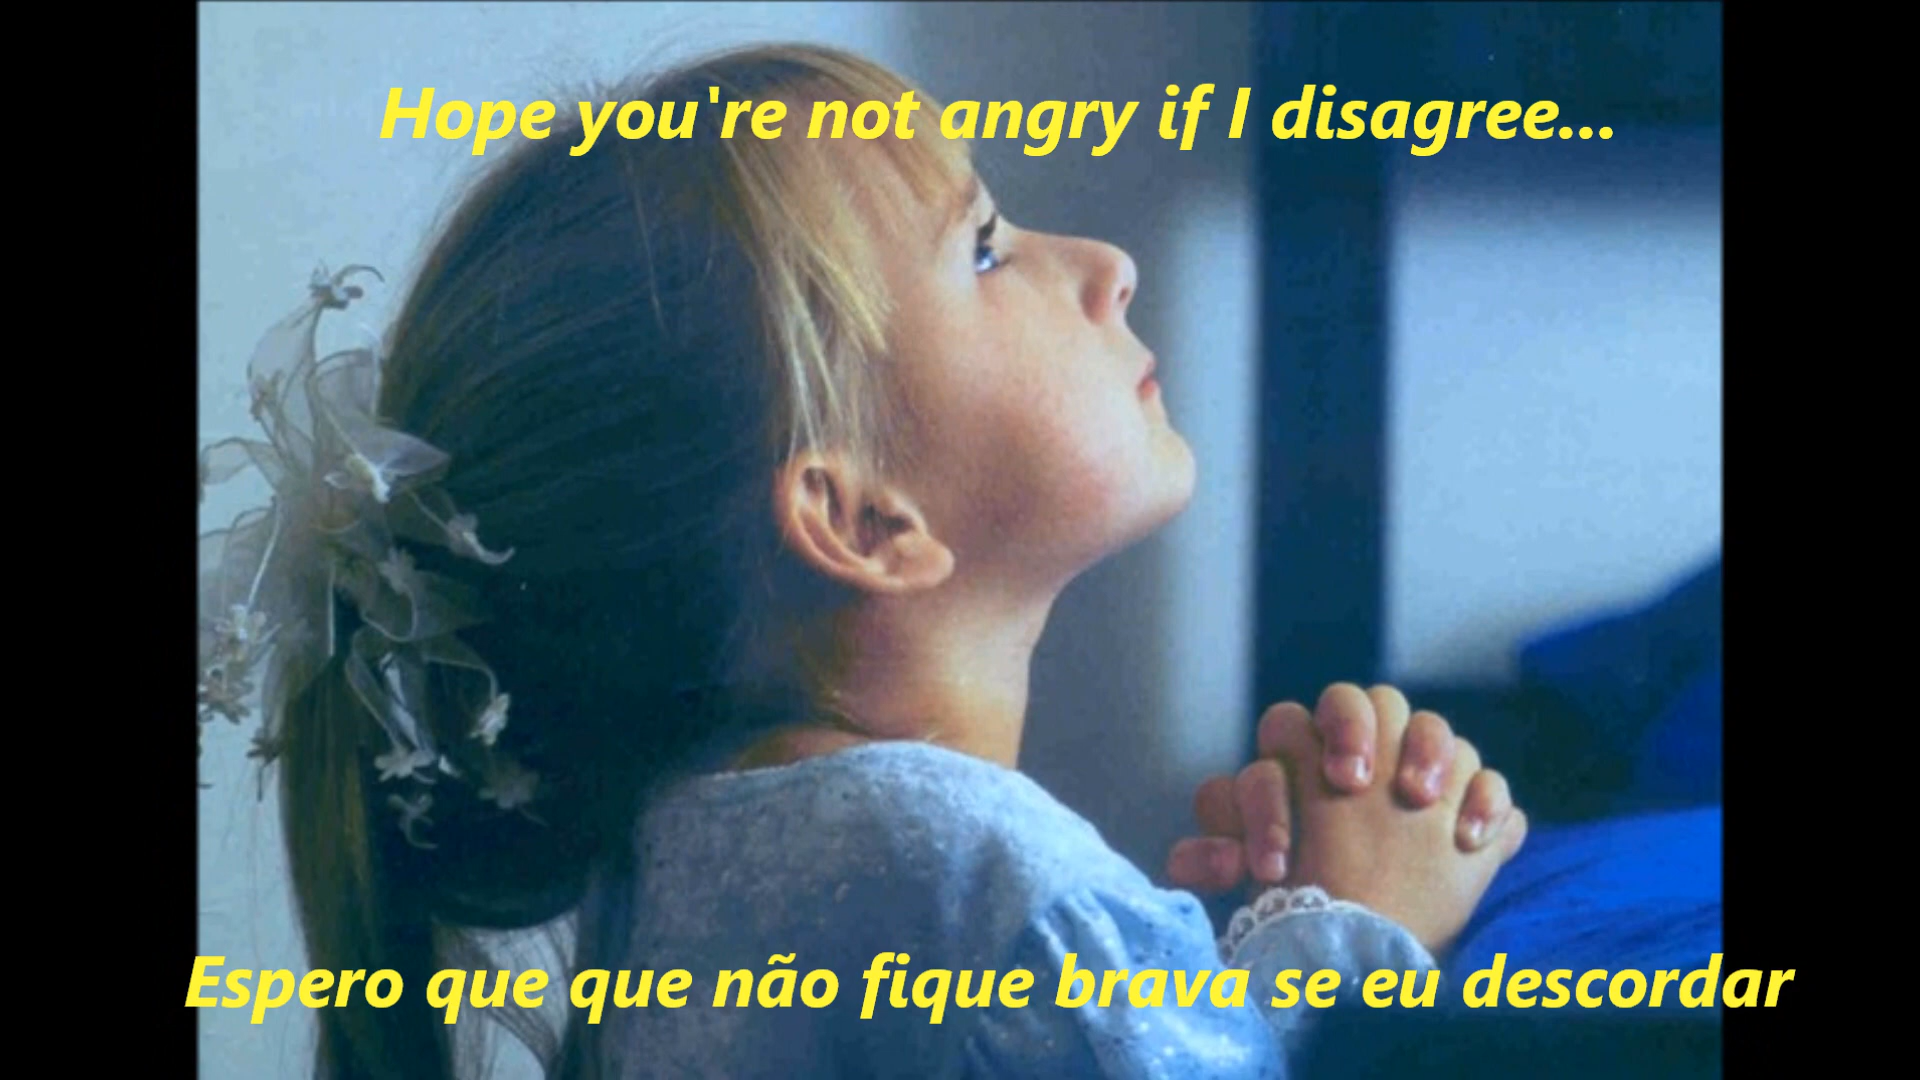 Hope you're not angry if I disagree...
Espero que que não fique brava se eu descordar